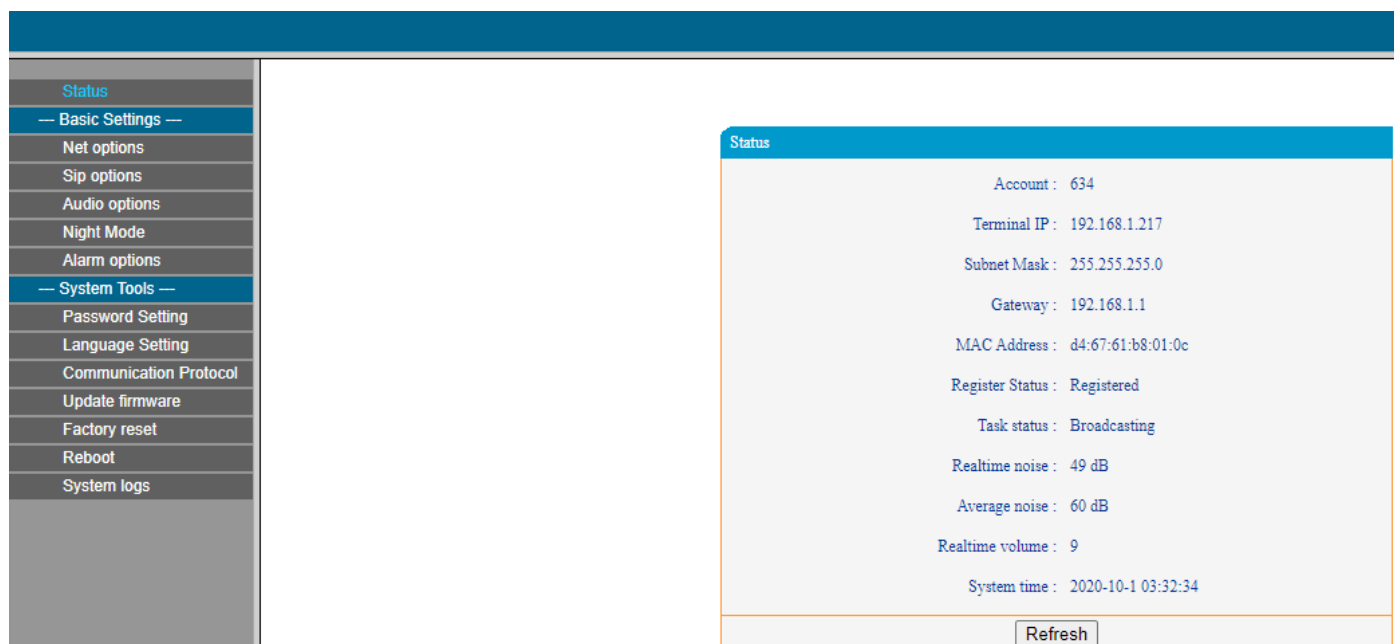 Status
--- Basic Settings ---
Net options
Sip options
Audio options
Night Mode
Alarm options
--- System Tools ---
Password Setting
Language Setting
Communication Protocol
Update firmware
Factory reset
Reboot
System logs
Status
Account : 634
Terminal IP : 192.168.1.217
Subnet Mask : 255.255.255.0
Gateway : 192.168.1.1
MAC Address : d4:67:61:b8:01:0c
Register Status : Registered
Task status : Broadcasting
Realtime noise : 49 dB
Average noise : 60 dB
Realtime volume : 9
System time : 2020-10-1 03:32:34
Refresh